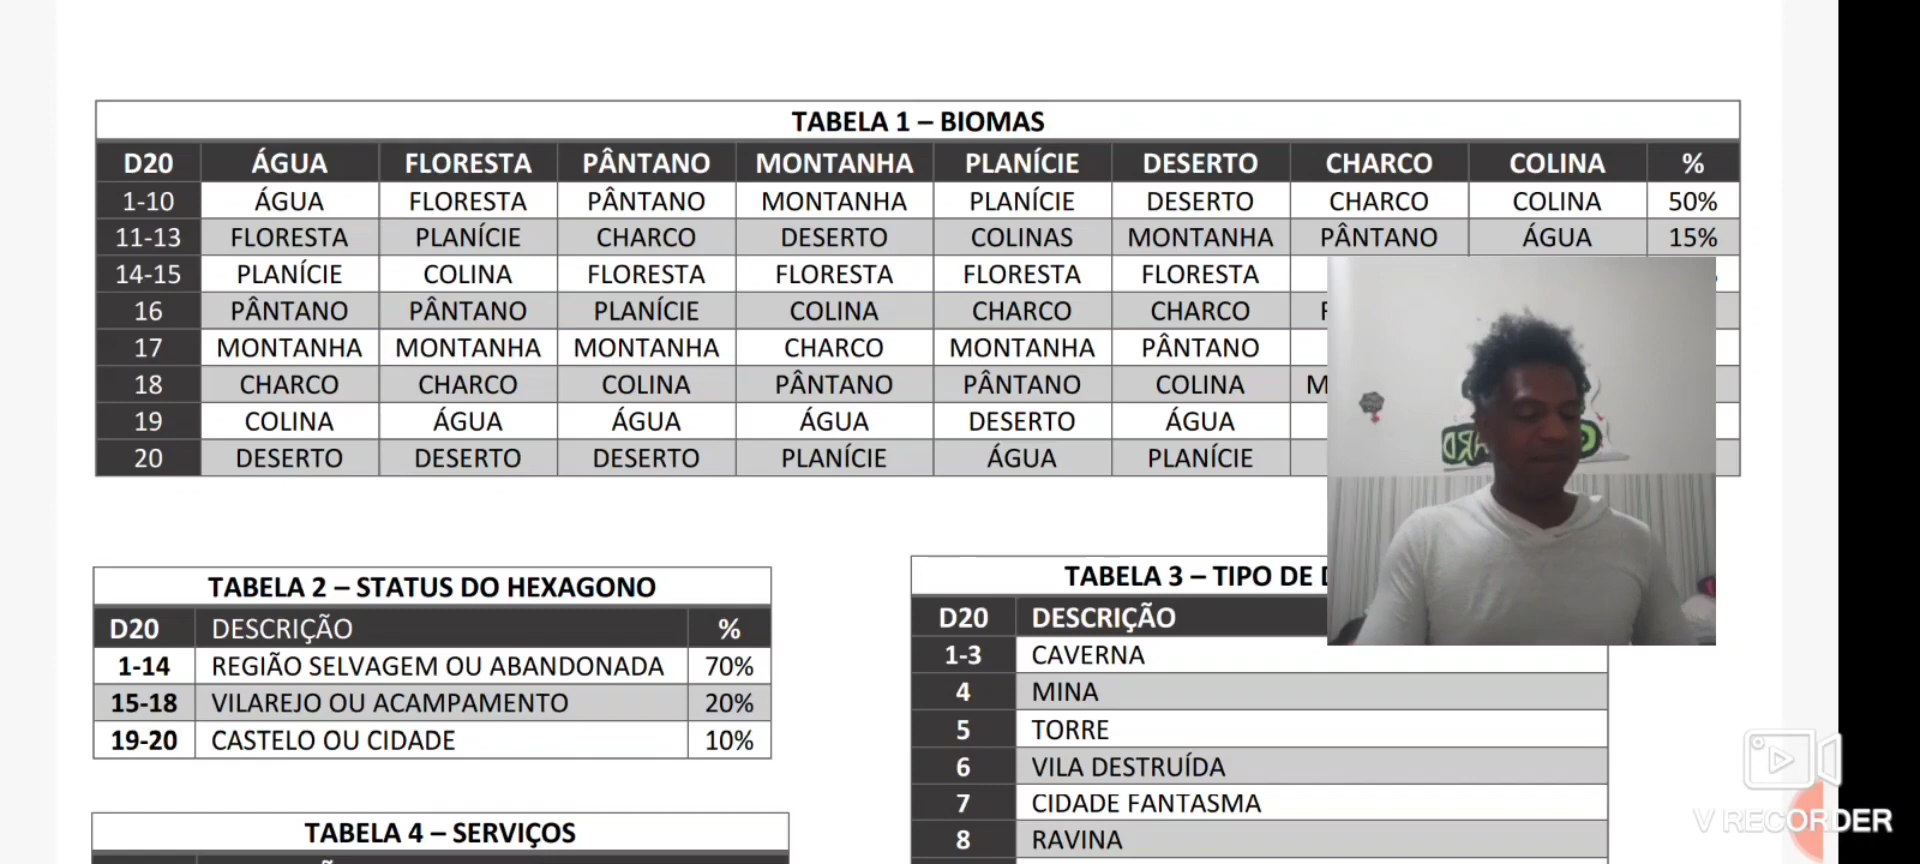 TABELA 1 – BIOMAS
D20 ÁGUA FLORESTA PÂNTANO MONTANHA PLANÍCIE DESERTO CHARCO COLINA %
1-10 ÁGUA FLORESTA PÂNTANO MONTANHA PLANÍCIE DESERTO CHARCO COLINA 50%
11-13 FLORESTA PLANÍCIE CHARCO DESERTO COLINAS MONTANHA PÂNTANO ÁGUA 15%
14-15 PLANÍCIE COLINA FLORESTA FLORESTA FLORESTA FLORESTA
16 PÂNTANO PÂNTANO PLANÍCIE COLINA CHARCO CHARCO
17 MONTANHA MONTANHA MONTANHA CHARCO MONTANHA PÂNTANO
18 CHARCO CHARCO COLINA PÂNTANO PÂNTANO COLINA
19 COLINA ÁGUA ÁGUA ÁGUA DESERTO ÁGUA
20 DESERTO DESERTO DESERTO PLANÍCIE ÁGUA PLANÍCIE
TABELA 2 – STATUS DO HEXAGONO
D20 DESCRIÇÃO %
1-14 REGIÃO SELVAGEM OU ABANDONADA 70%
15-18 VILAREJO OU ACAMPAMENTO 20%
19-20 CASTELO OU CIDADE 10%
TABELA 3 – TIPO DE
D20 DESCRIÇÃO
1-3 CAVERNA
4 MINA
5 TORRE
6 VILA DESTRUÍDA
7 CIDADE FANTASMA
8 RAVINA
TABELA 4 – SERVIÇOS
V RECORDER